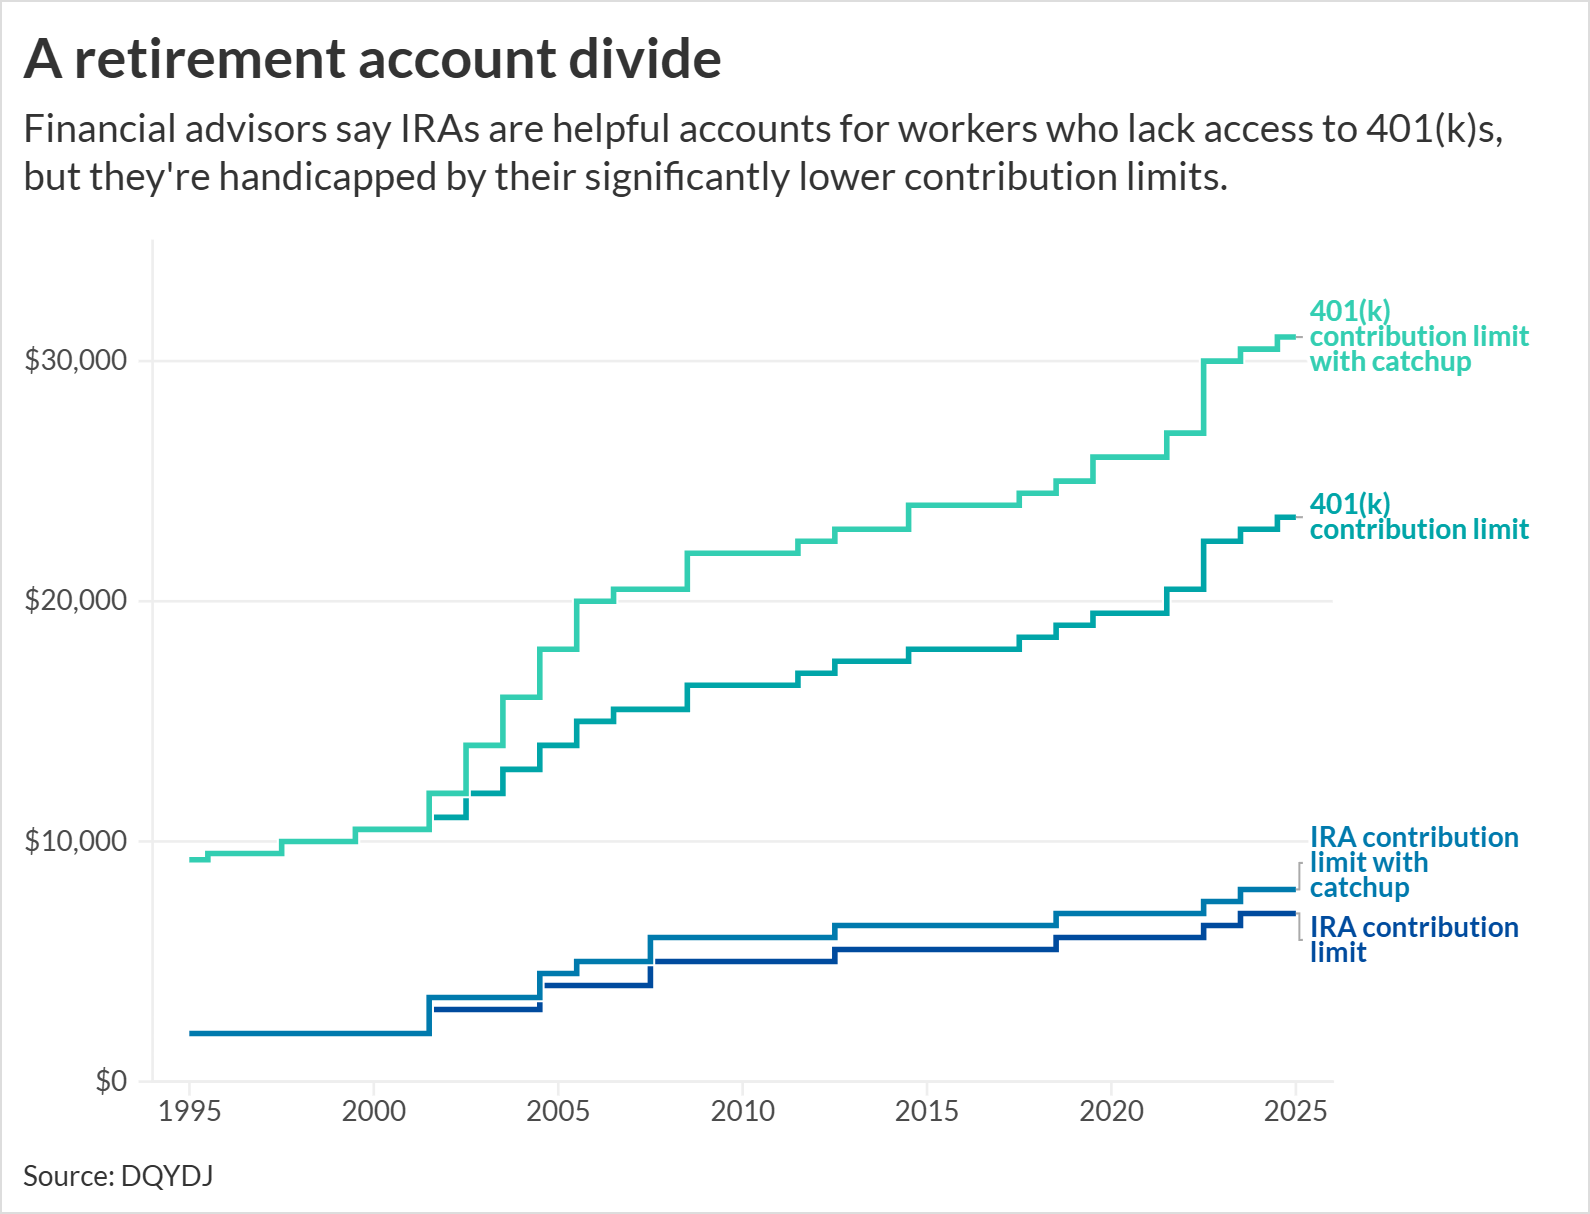 A retirement account divide
Financial advisors say IRAs are helpful accounts for workers who lack access to 401(k)s,
but they're handicapped by their significantly lower contribution limits.
401(k)
contribution limit
with catchup
$30,000
401(k)
contribution limit
$20,000
$10,000
IRA contribution
limit with
catchup
IRA contribution
limit
$0
1995 2000 2005 2010 2015 2020 2025
Source: DQYDJ